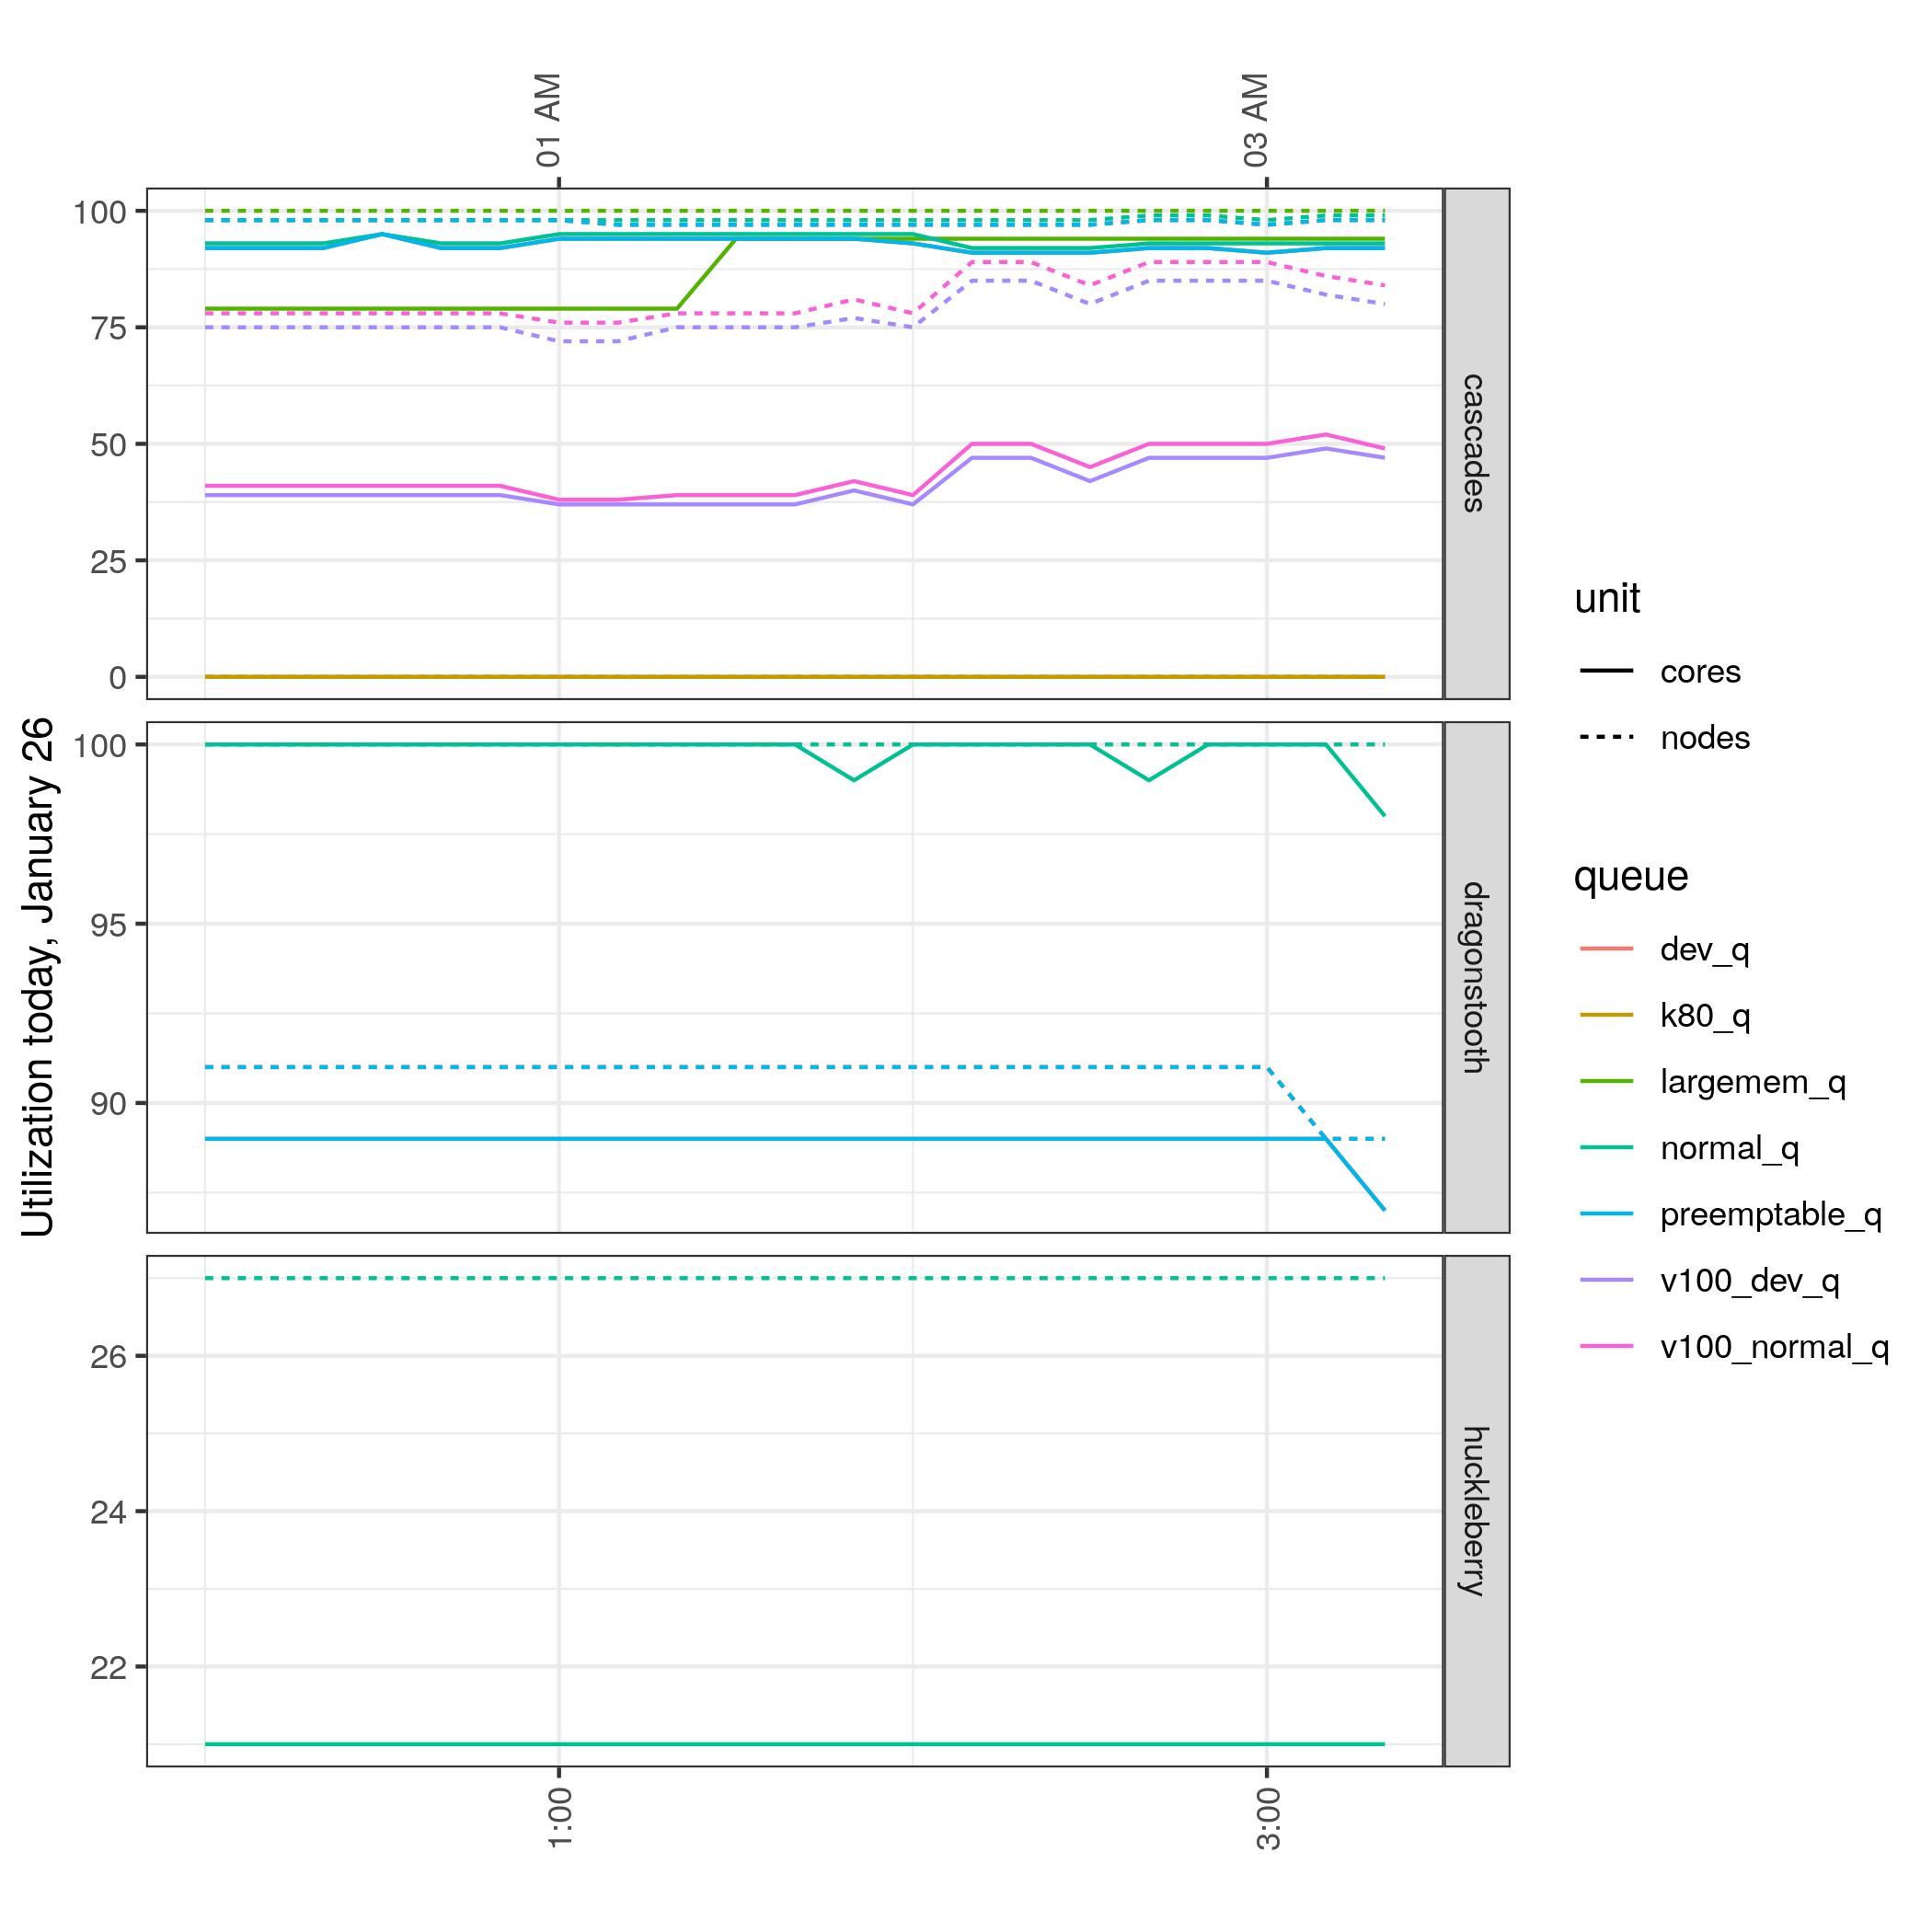 01 AM
03 AM
Utilization today, January 26
100
75
50
25
0
cascades
100
95
90
dragonstooth
26
24
22
huckleberry
1:00
3:00
unit
cores
nodes
queue
dev_q
k80_q
largemem_q
normal_q
preemptable_q
v100_dev_q
v100_normal_q